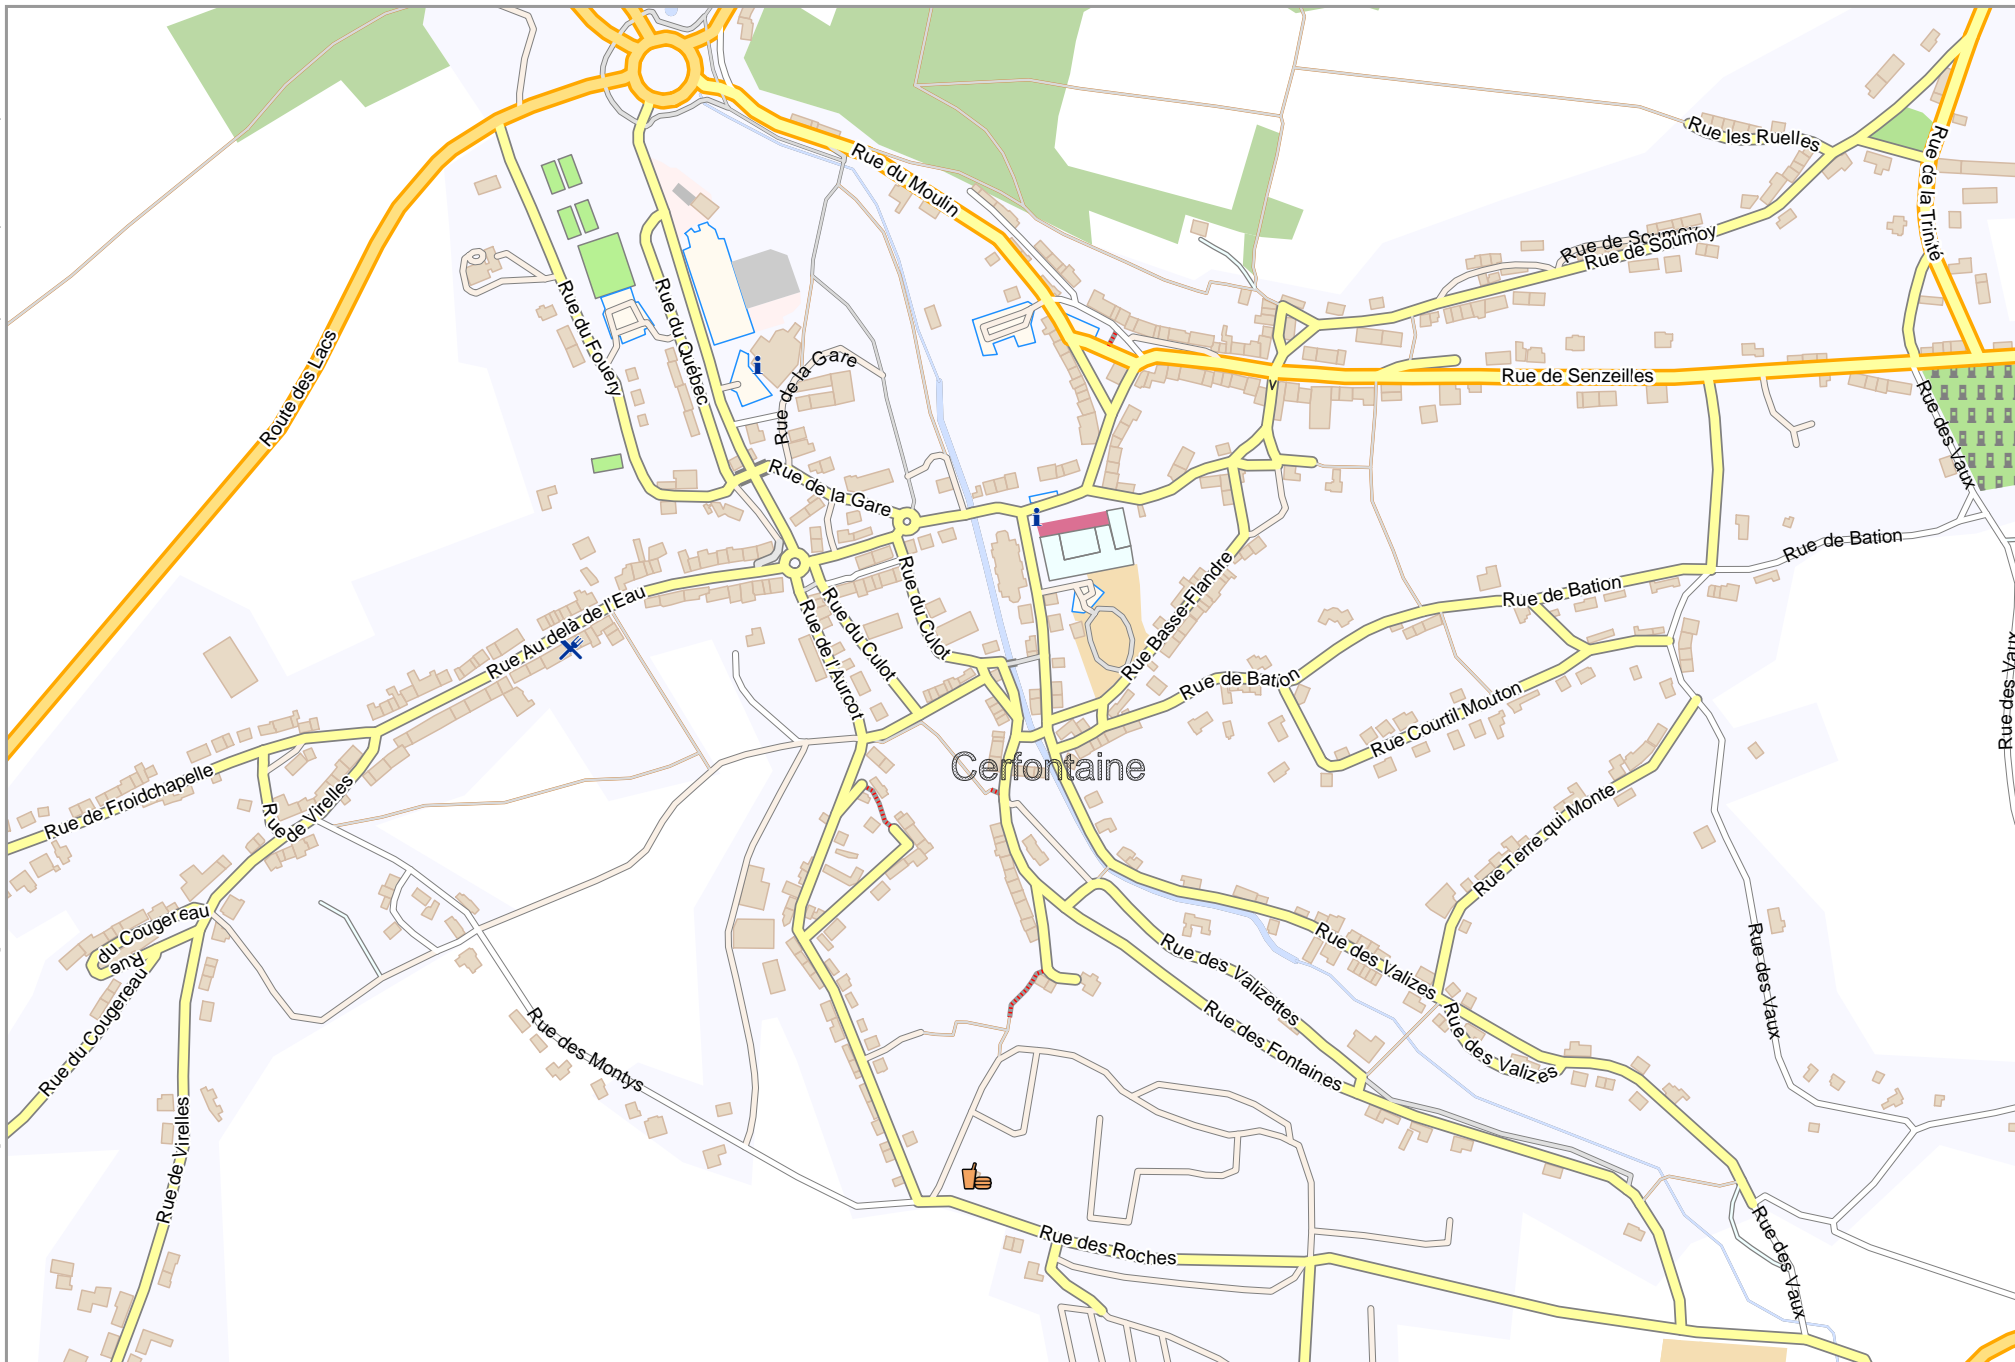 Rue les Ruelles
Rue de la Trinité
Rue du Moulin
Rue de Soumoy
Rue de Soumoy
Rue du Fouery
Rue du Québec
Route des Lacs
Rue de la Gare
Rue de Senzeilles
Rue des Vaux
Rue de la Gare
Rue de Bation
Rue Au delà de l'Eau
Rue du Culot
Rue du Culot
Rue de l'Aurcot
Rue Basse-Flandre
Rue de Bation
Rue de Bation
Rue Courtil Mouton
Rue des Vaux
Cerfontaine
Rue de Froidchapelle
Rue de Virelles
Rue Terre qui Monte
Rue du Cougereau
Rue du Cougereau
Rue des Valizettes
Rue des Valizes
Rue des Vaux
Rue des Montys
Rue des Fontaines
Rue des Valizes
Rue de Virelles
Rue des Roches
Rue des Vaux